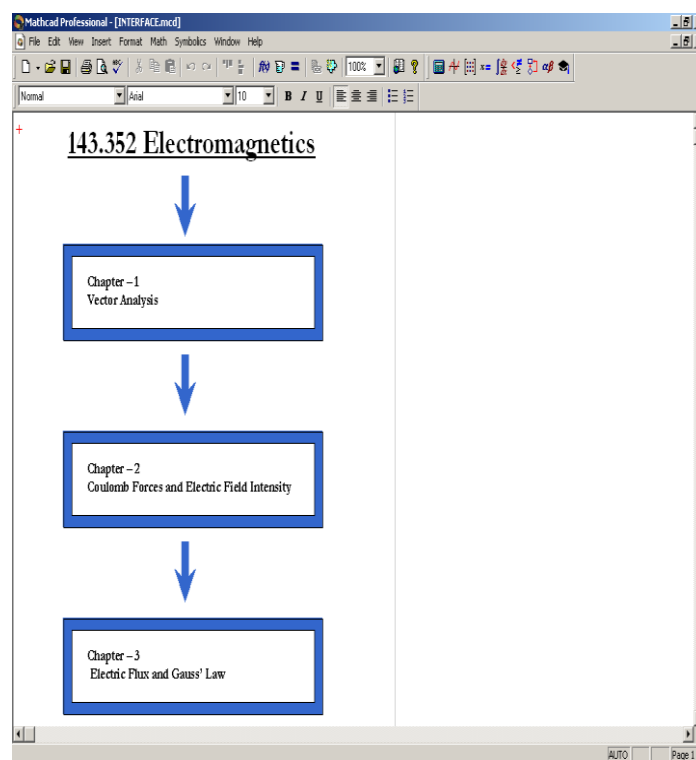 Mathcad Professional - [INTERFACE.mcd]
File Edit View Insert Format Math Symbolics Window Help
100%
Normal Arial 10 B I U
143.352 Electromagnetics
Chapter – 1
Vector Analysis
Chapter – 2
Coulomb Forces and Electric Field Intensity
Chapter – 3
Electric Flux and Gauss' Law
AUTO Page 1